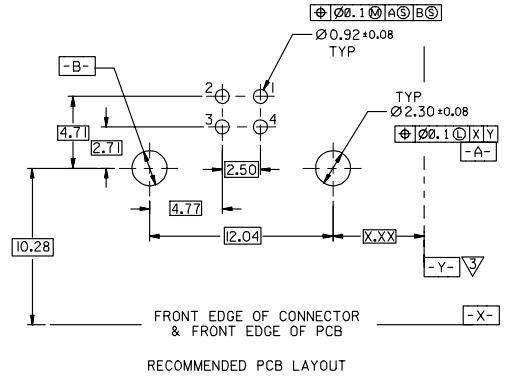 ⌖ Ø0.1 Ⓜ A Ⓢ B Ⓢ
Ø0.92 ±0.08
TYP
-B-
2 1
3 4
TYP
Ø2.30 ±0.08
⌖ Ø0.1 Ⓛ X Y
-A-
4.71
2.71
2.50
4.77
12.04
X.XX
10.28
-Y- 3
FRONT EDGE OF CONNECTOR
& FRONT EDGE OF PCB
-X-
RECOMMENDED PCB LAYOUT